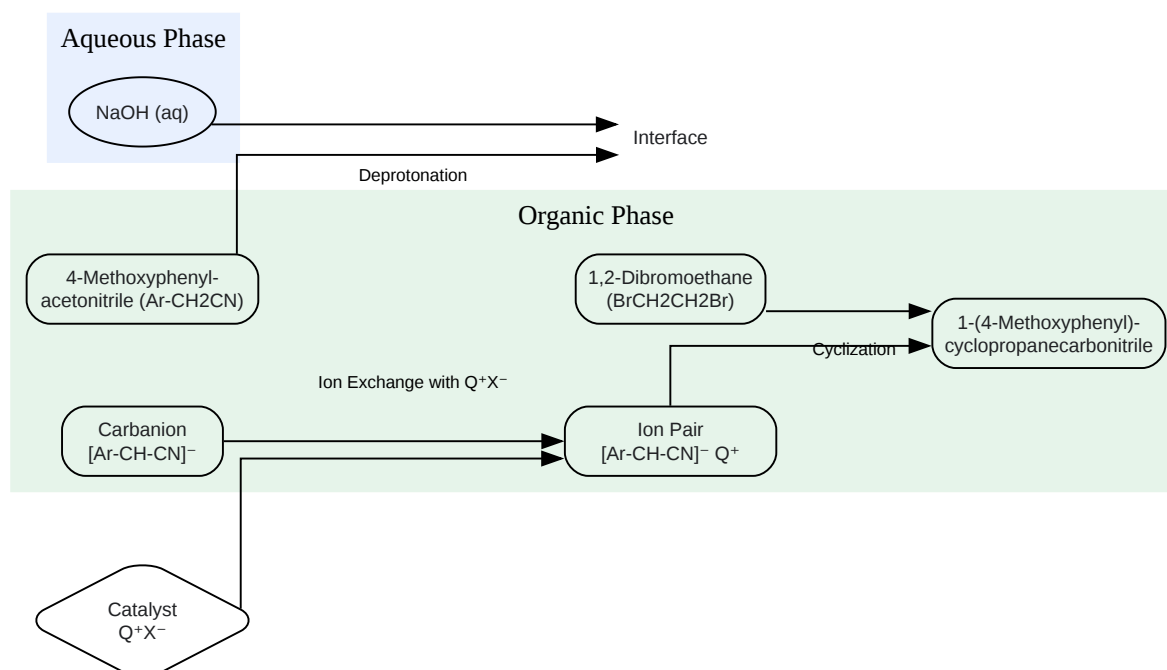 Aqueous Phase
NaOH (aq)
Interface
Deprotonation
Organic Phase
4-Methoxyphenyl-
acetonitrile (Ar-CH2CN)
1,2-Dibromoethane
(BrCH2CH2Br)
1-(4-Methoxyphenyl)-
cyclopropanecarbonitrile
Cyclization
Ion Exchange with Q⁺X⁻
Carbanion
[Ar-CH-CN]⁻
Ion Pair
[Ar-CH-CN]⁻ Q⁺
Catalyst
Q⁺X⁻